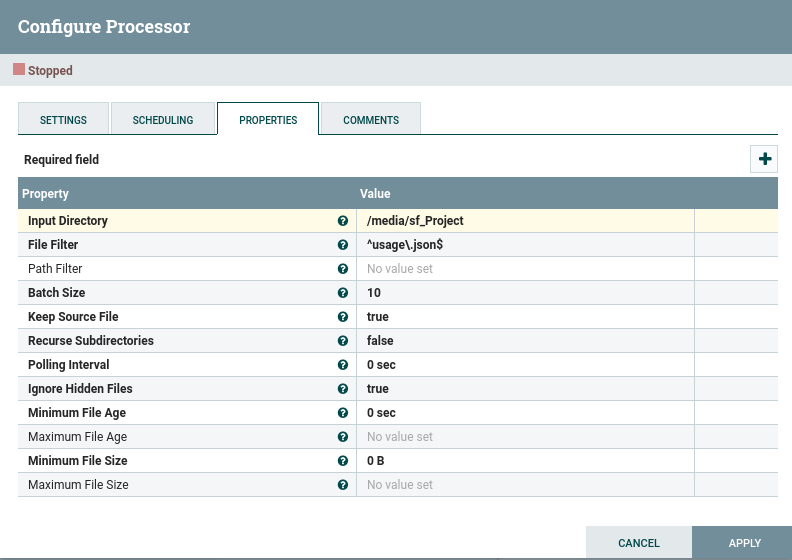 Configure Processor
Stopped
SETTINGS SCHEDULING PROPERTIES COMMENTS
Required field
Property Value
Input Directory /media/sf_Project
File Filter ^usage\.json$
Path Filter No value set
Batch Size 10
Keep Source File true
Recurse Subdirectories false
Polling Interval 0 sec
Ignore Hidden Files true
Minimum File Age 0 sec
Maximum File Age No value set
Minimum File Size 0 B
Maximum File Size No value set
CANCEL APPLY